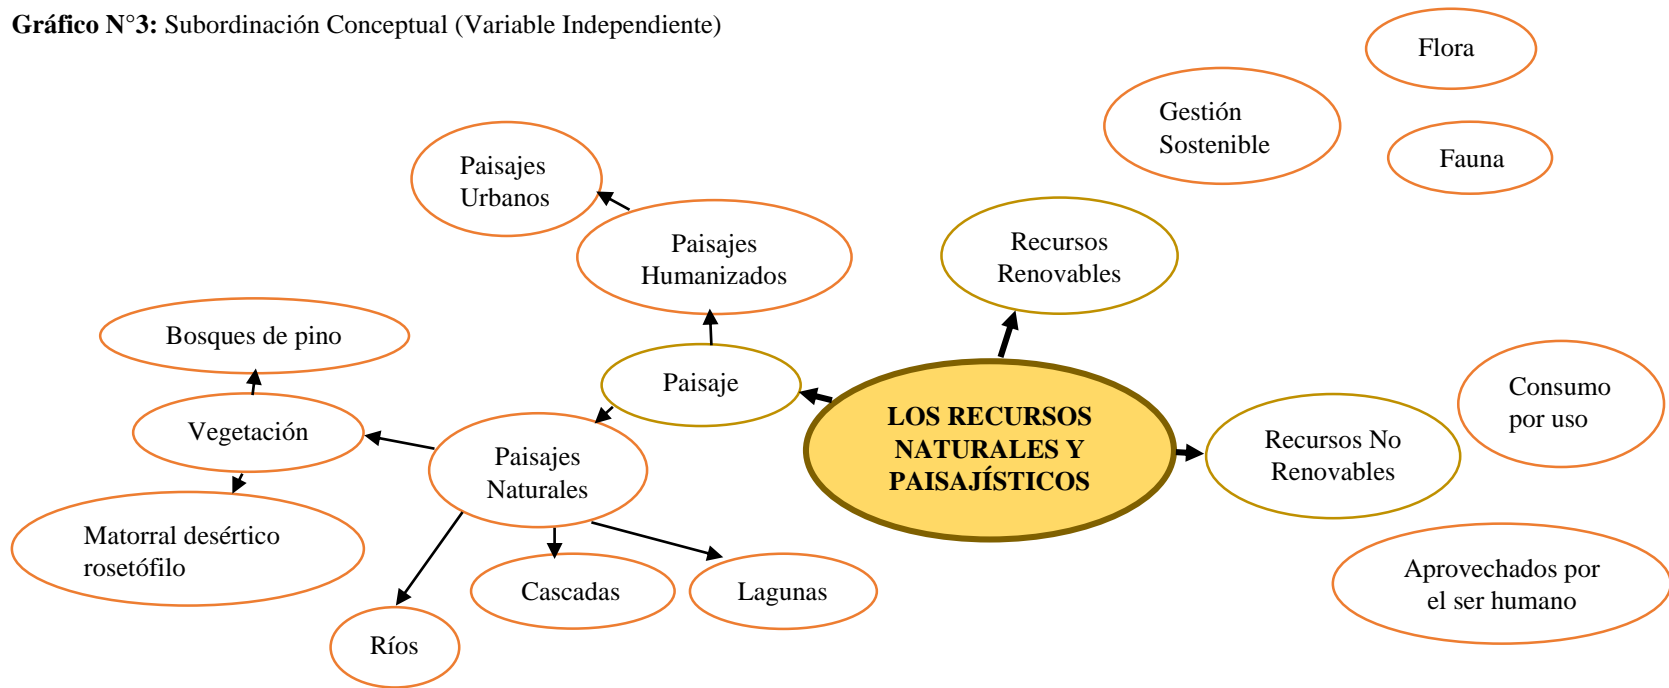 Gráfico N°3: Subordinación Conceptual (Variable Independiente)
Flora
Gestión
Sostenible
Fauna
Paisajes
Urbanos
Paisajes
Humanizados
Recursos
Renovables
Bosques de pino
Paisaje
Vegetación
Paisajes
Naturales
LOS RECURSOS
NATURALES Y
PAISAJÍSTICOS
Recursos No
Renovables
Consumo
por uso
Matorral desértico
rosetófilo
Cascadas
Lagunas
Aprovechados por
el ser humano
Ríos